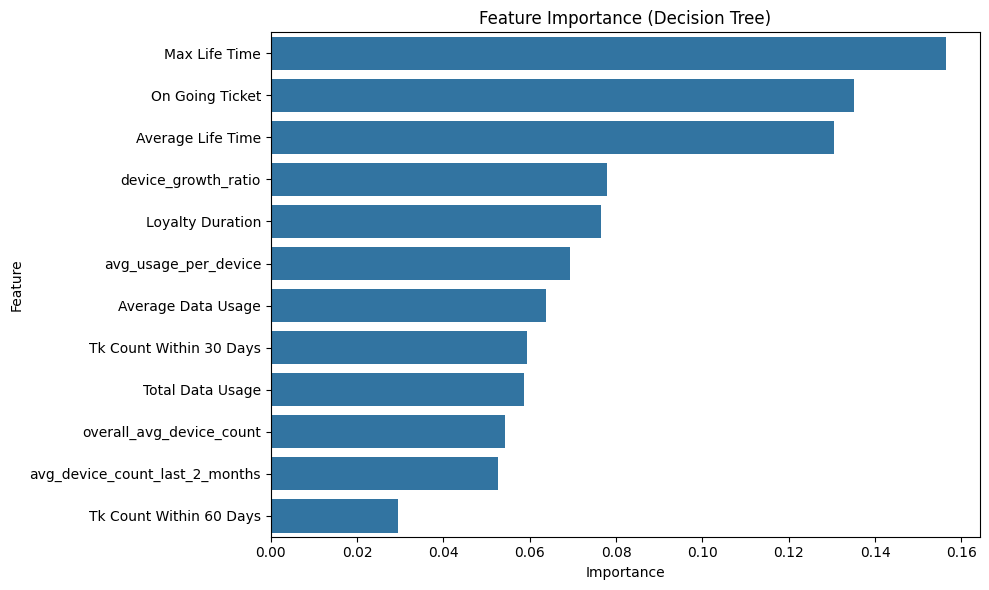 Feature Importance (Decision Tree)
Max Life Time
On Going Ticket
Average Life Time
device_growth_ratio
Loyalty Duration
avg_usage_per_device
Average Data Usage
Tk Count Within 30 Days
Total Data Usage
overall_avg_device_count
avg_device_count_last_2_months
Tk Count Within 60 Days
Feature
0.00 0.02 0.04 0.06 0.08 0.10 0.12 0.14 0.16
Importance